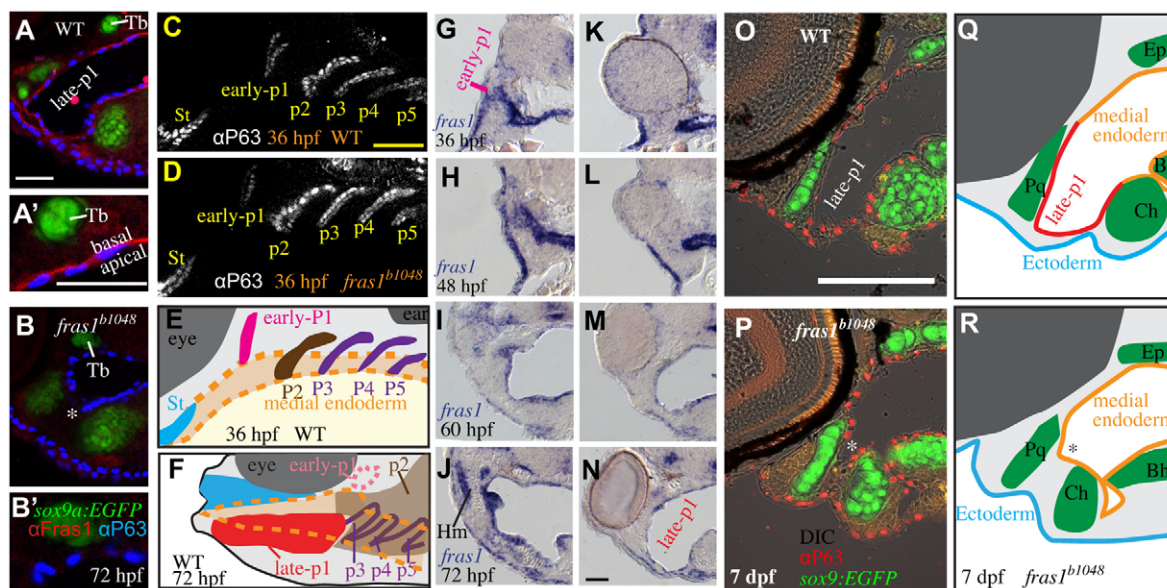 A
WT
Tb
late-p1
A'
Tb
basal
apical
B
fras1b1048
Tb
*
B'
sox9a:EGFP
αFras1 αP63
72 hpf
C
early-p1
St
p2
p3
p4
p5
αP63 36 hpf WT
D
early-p1
St
p2
p3
p4
p5
αP63 36 hpf fras1b1048
E
early-P1
ear
eye
St
P2
P3
P4
P5
medial endoderm
36 hpf WT
F
eye
early-p1
p2
WT
72 hpf
late-p1
p3
p4
p5
G
early-p1
fras1
36 hpf
H
fras1
48 hpf
I
fras1
60 hpf
J
Hm
fras1
72 hpf
K
L
M
N
late-p1
O
WT
late-p1
P
fras1b1048
*
DIC
αP63
7 dpf sox9:EGFP
Q
Ep
medial
endoderm
B
Pq
late-p1
Ch
Ectoderm
R
Ep
medial
endoderm
*
Pq
Bh
Ch
Ectoderm
7 dpf fras1b1048